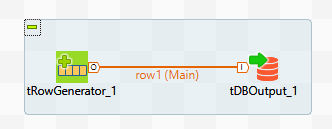 O
I
row1 (Main)
tRowGenerator_1
tDBOutput_1